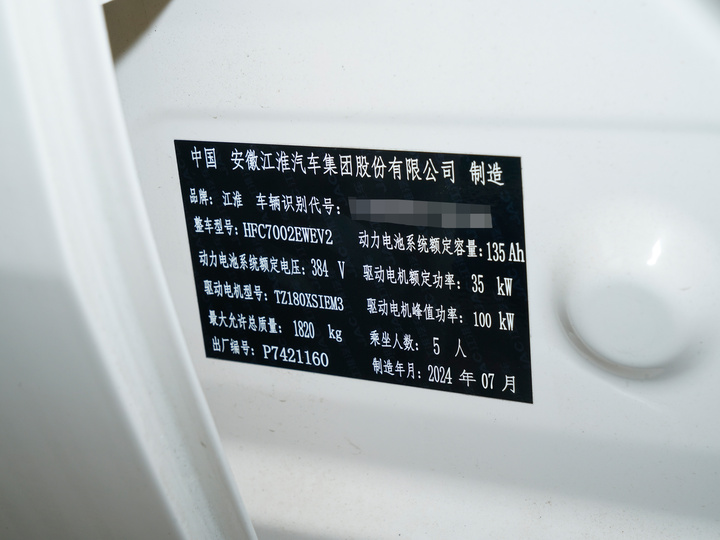 中国 安徽江淮汽车集团股份有限公司 制造
品牌: 江淮 车辆识别代号:
整车型号: HFC7002EWEV2 动力电池系统额定容量: 135 Ah
动力电池系统额定电压: 384 V 驱动电机额定功率: 35 kW
驱动电机型号: TZ180XSIEM3 驱动电机峰值功率: 100 kW
最大允许总质量: 1820 kg 乘坐人数: 5 人
出厂编号: P7421160 制造年月: 2024 年 07 月